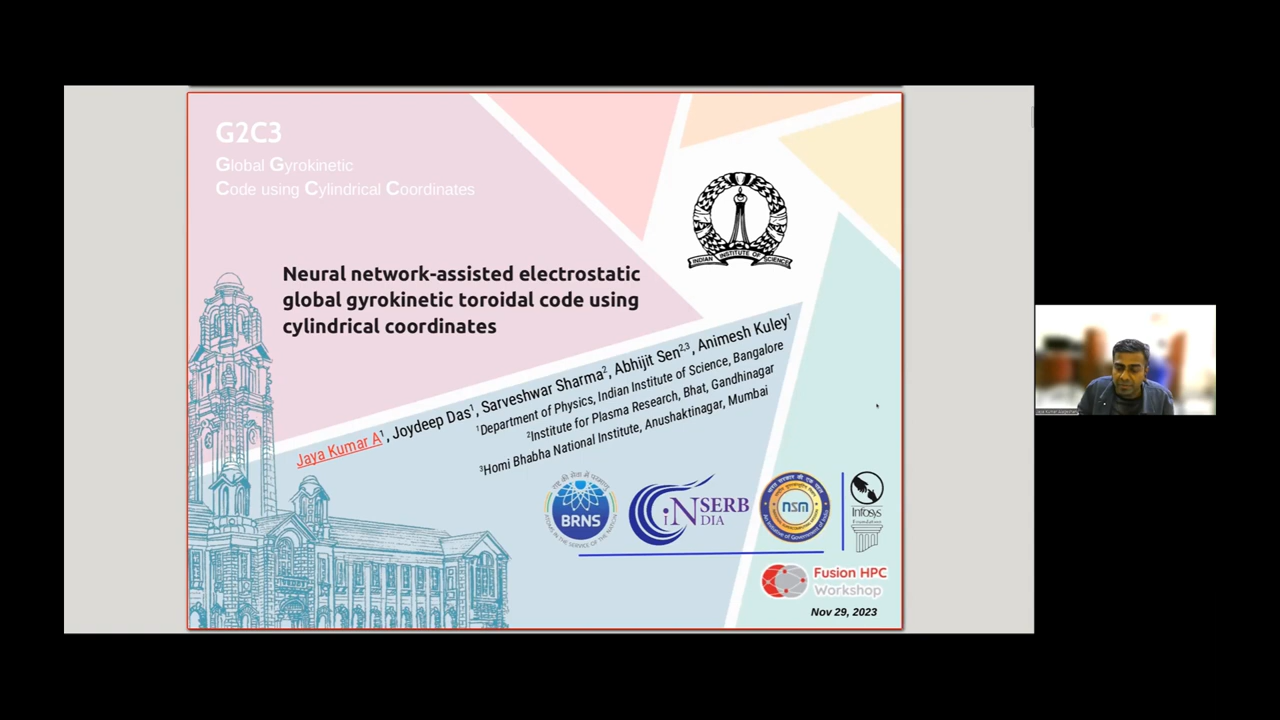 G2C3
Global Gyrokinetic
Code using Cylindrical Coordinates
INDIAN INSTITUTE OF SCIENCE
Neural network-assisted electrostatic
global gyrokinetic toroidal code using
cylindrical coordinates
Jaya Kumar A¹, Joydeep Das¹, Sarveshwar Sharma², Abhijit Sen²,³, Animesh Kuley¹
¹Department of Physics, Indian Institute of Science, Bangalore
²Institute for Plasma Research, Bhat, Gandhinagar
³Homi Bhabha National Institute, Anushaktinagar, Mumbai
BRNS
SERB
iNDIA
nsm
Infosys
Foundation
Fusion HPC
Workshop
Nov 29, 2023